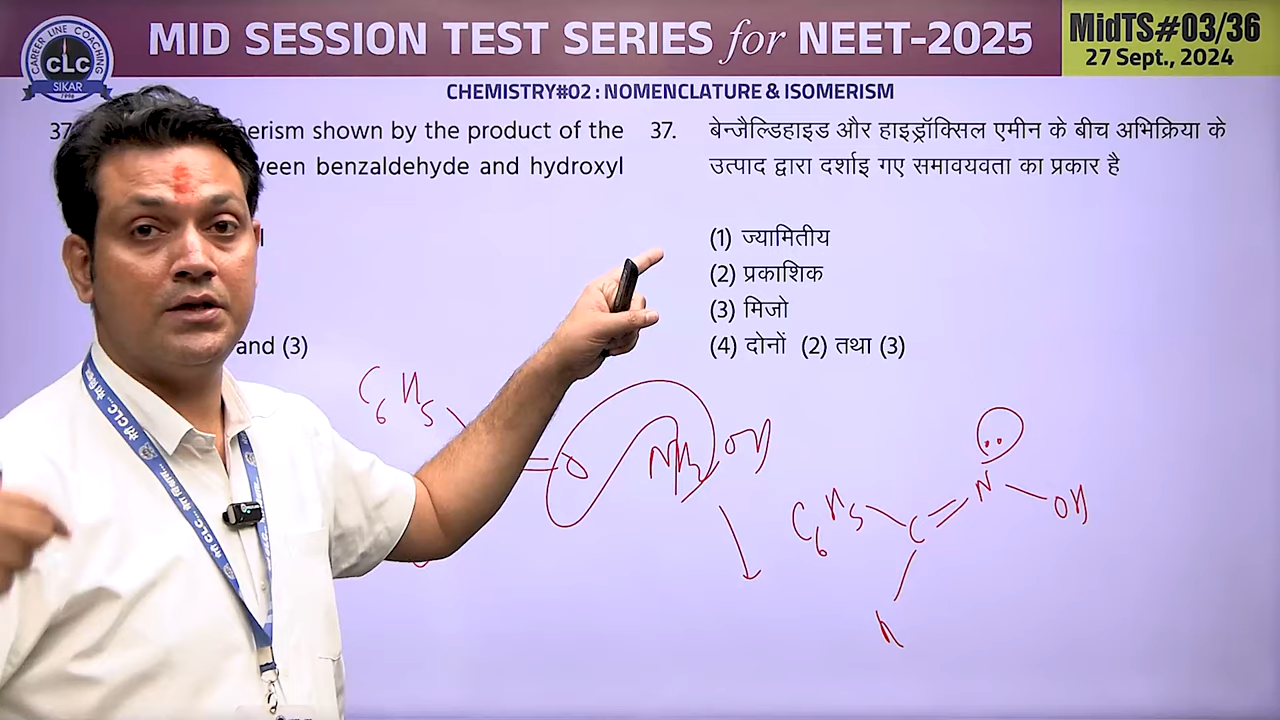 MID SESSION TEST SERIES for NEET-2025
MidTS#03/36
27 Sept., 2024
CAREER LINE COACHING
CLC
SIKAR
CHEMISTRY#02 : NOMENCLATURE & ISOMERISM
37
erism shown by the product of the
veen benzaldehyde and hydroxyl
and (3)
37. बेन्जैल्डिहाइड और हाइड्रॉक्सिल एमीन के बीच अभिक्रिया के
उत्पाद द्वारा दर्शाइ गए समावयवता का प्रकार है
(1) ज्यामितीय
(2) प्रकाशिक
(3) मिजो
(4) दोनों (2) तथा (3)
C6H5
=O NH2OH
C6H5 C=N OH
H